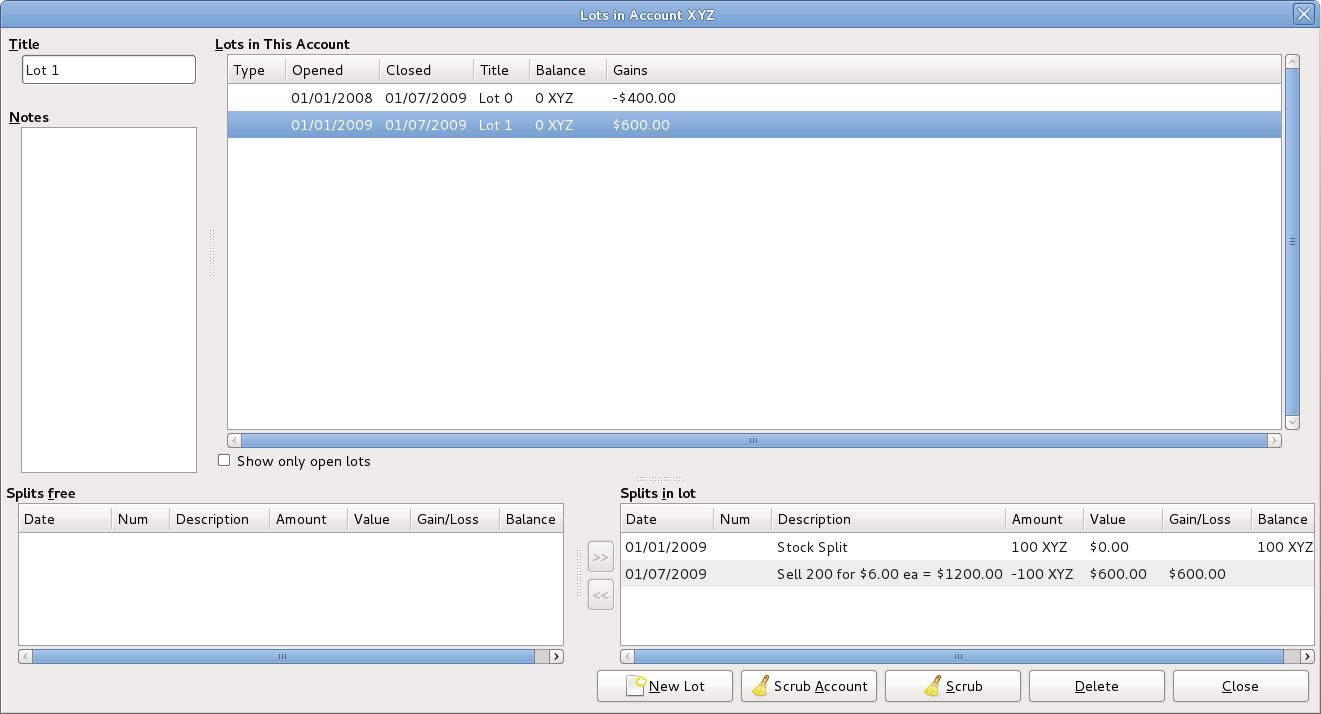 Lots in Account XYZ
Title
Lot 1
Notes
Lots in This Account
Type Opened Closed Title Balance Gains
01/01/2008 01/07/2009 Lot 0 0 XYZ -$400.00
01/01/2009 01/07/2009 Lot 1 0 XYZ $600.00
Show only open lots
Splits free
Date Num Description Amount Value Gain/Loss Balance
>>
<<
Splits in lot
Date Num Description Amount Value Gain/Loss Balance
01/01/2009 Stock Split 100 XYZ $0.00 100 XYZ
01/07/2009 Sell 200 for $6.00 ea = $1200.00 -100 XYZ $600.00 $600.00
New Lot Scrub Account Scrub Delete Close